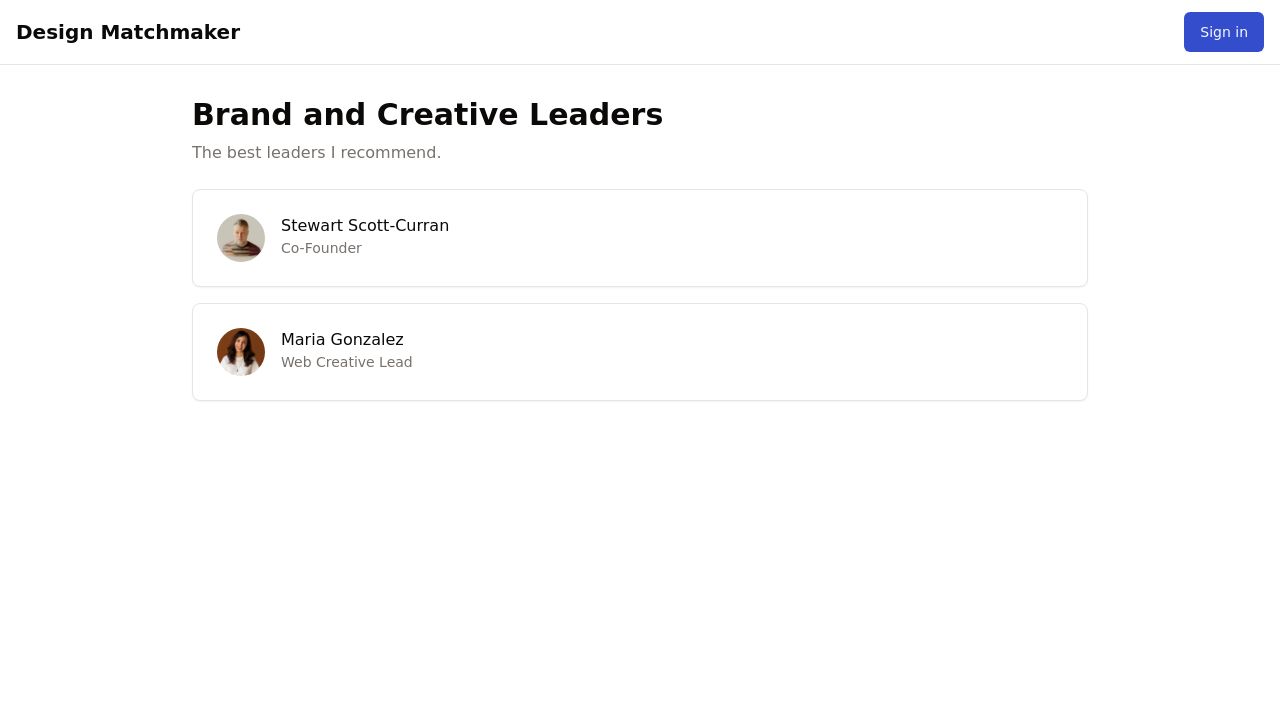 Design Matchmaker
Sign in
Brand and Creative Leaders
The best leaders I recommend.
Stewart Scott-Curran
Co-Founder
Maria Gonzalez
Web Creative Lead